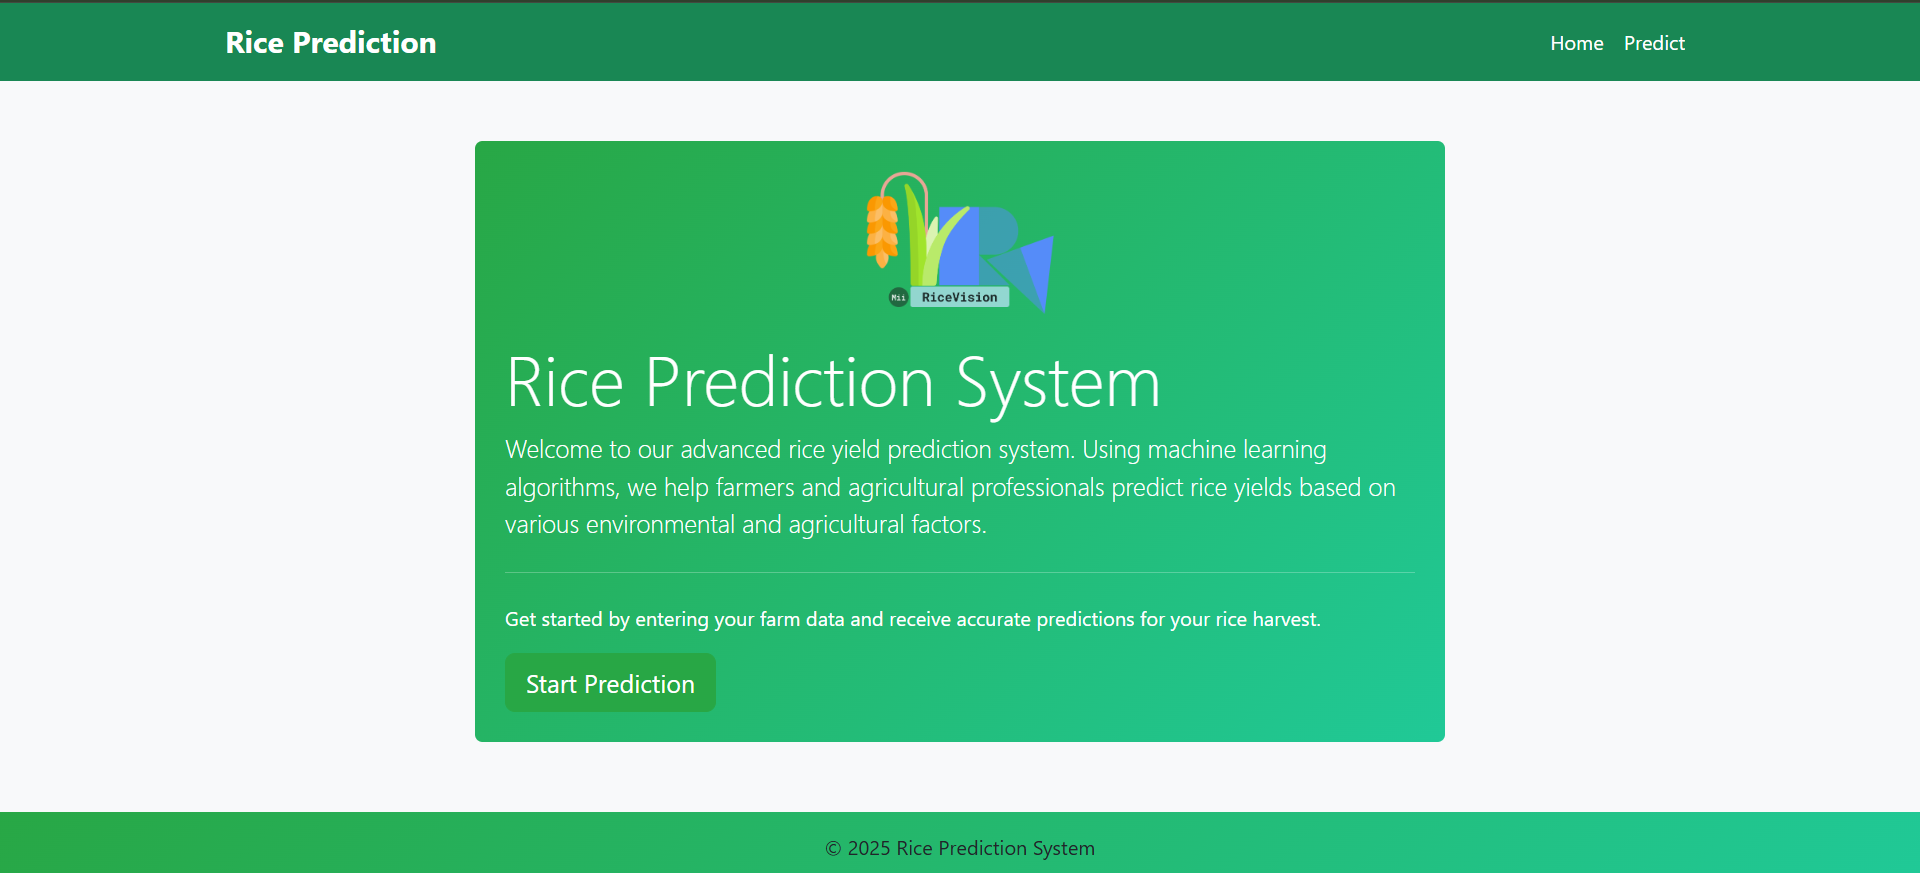 Rice Prediction
Home Predict
Mii RiceVision
Rice Prediction System
Welcome to our advanced rice yield prediction system. Using machine learning
algorithms, we help farmers and agricultural professionals predict rice yields based on
various environmental and agricultural factors.
Get started by entering your farm data and receive accurate predictions for your rice harvest.
Start Prediction
© 2025 Rice Prediction System